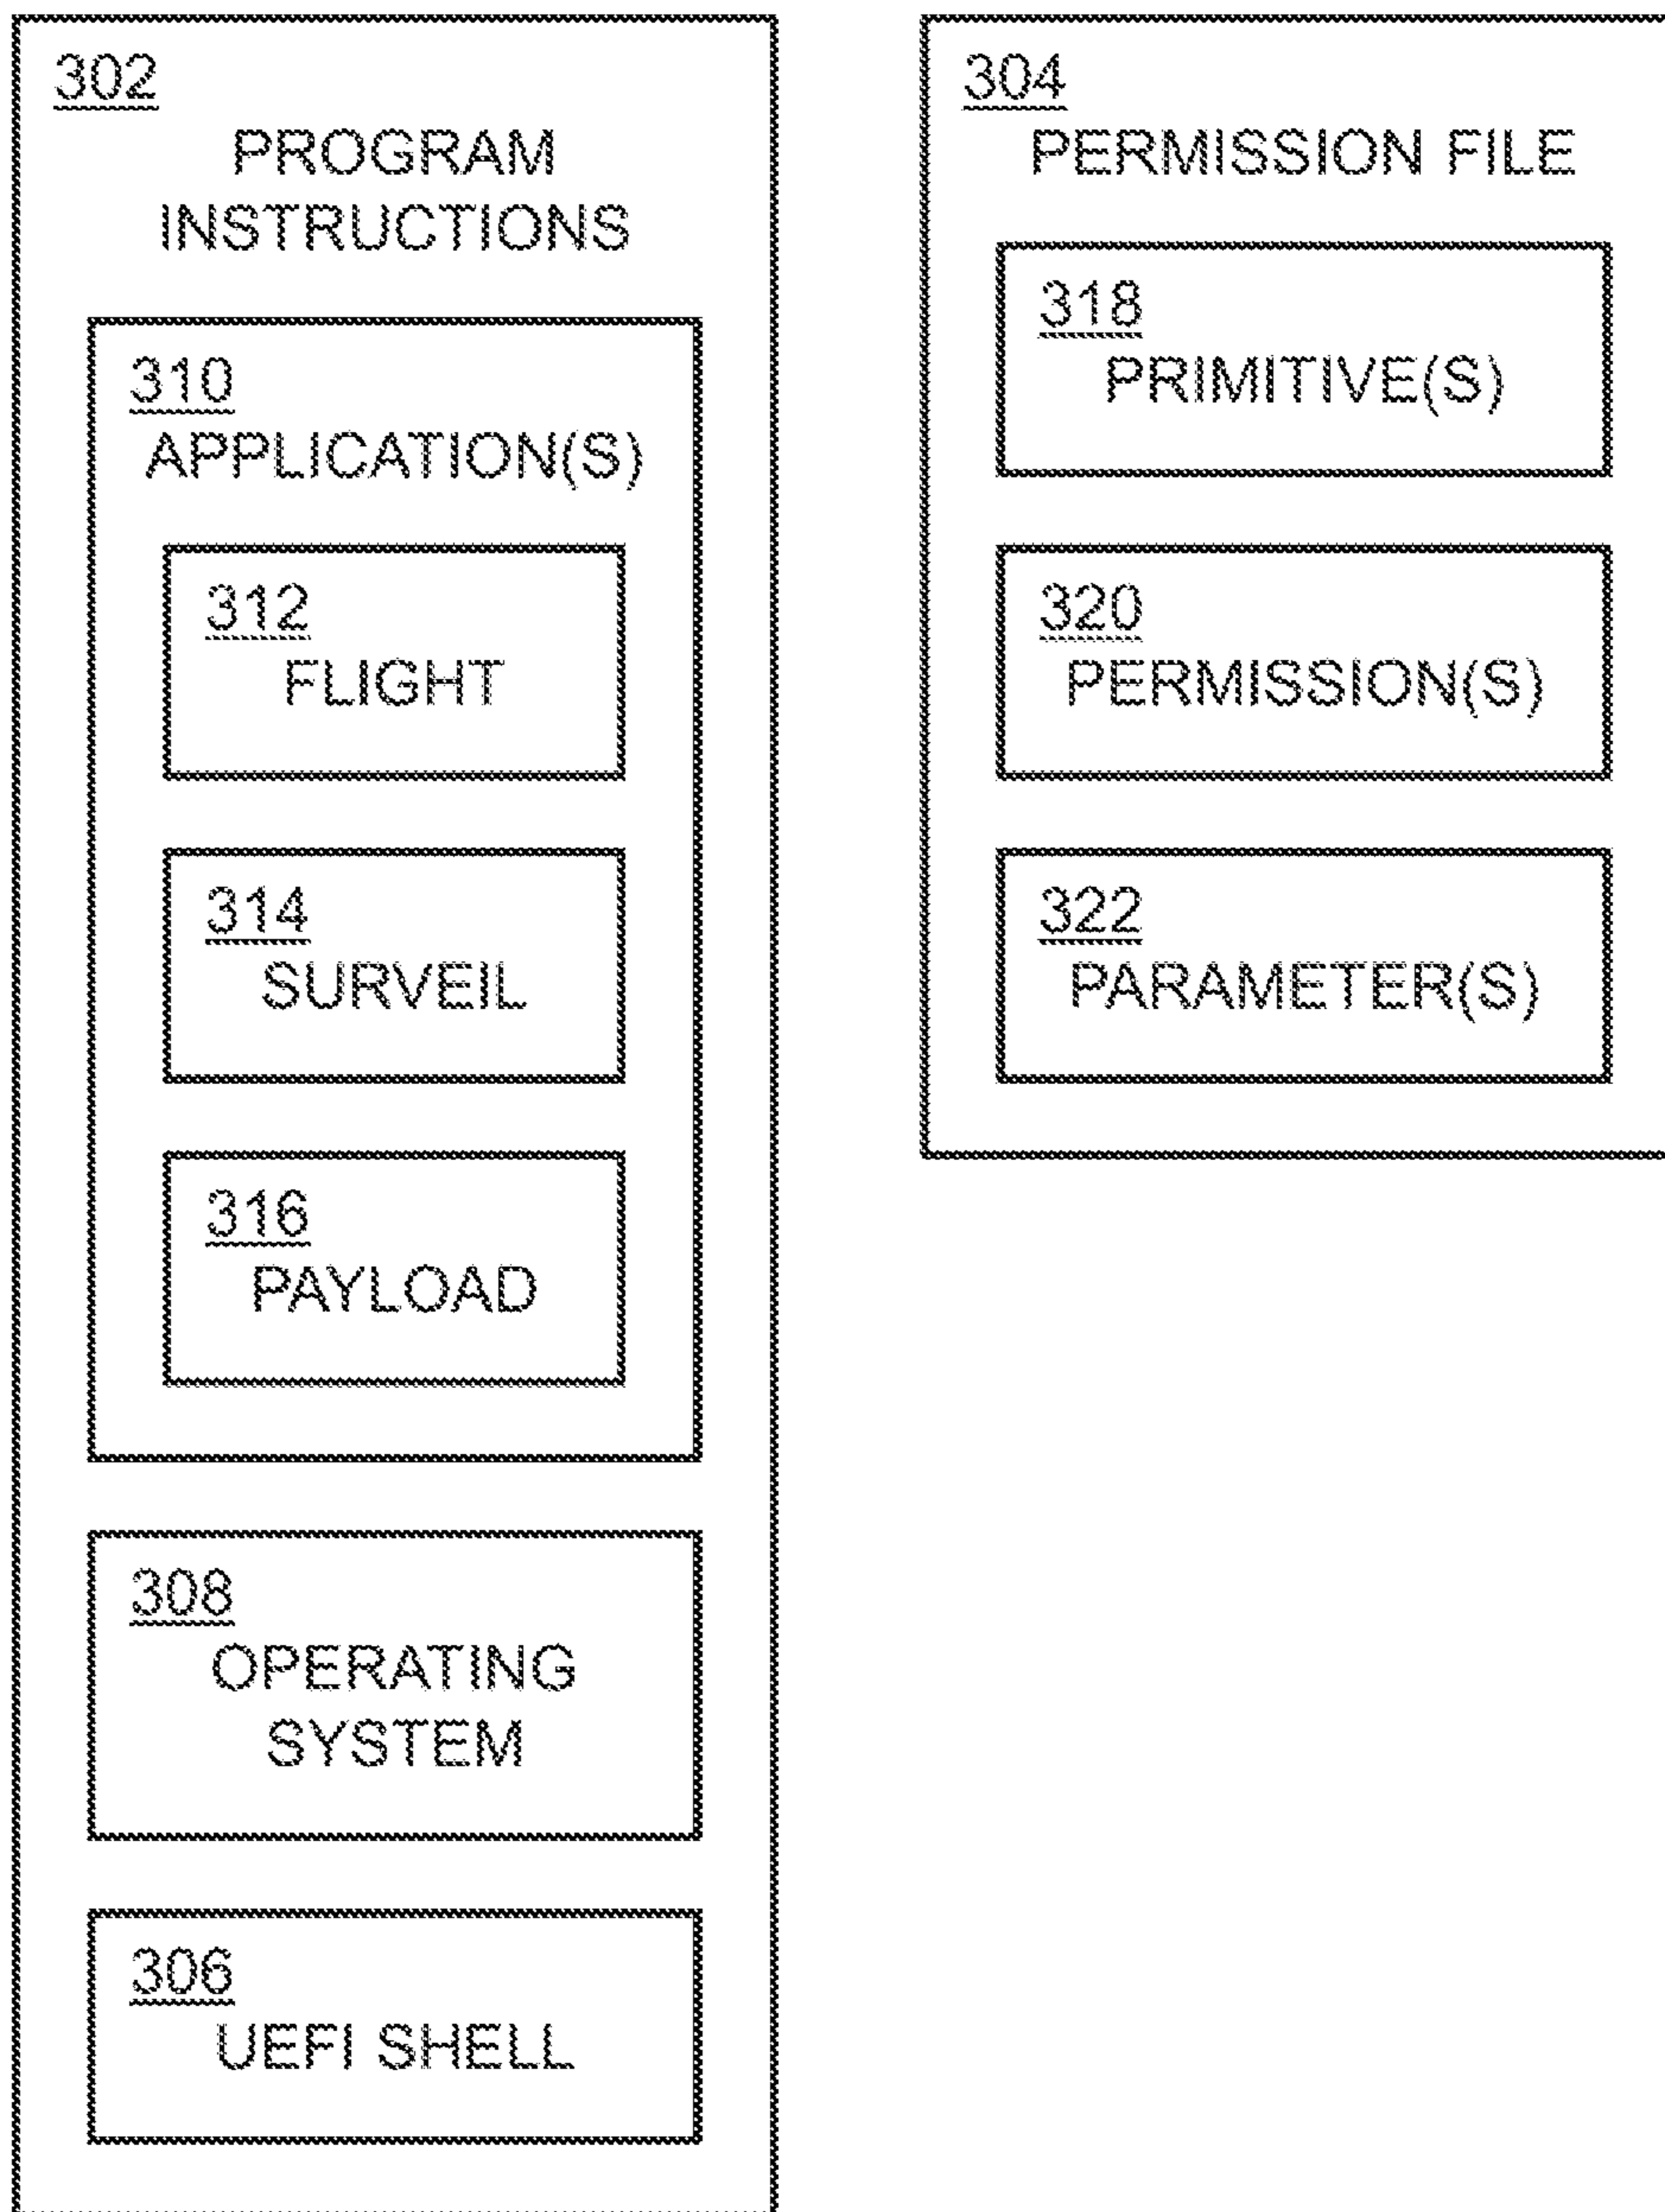 302
PROGRAM
INSTRUCTIONS
310
APPLICATION(S)
312
FLIGHT
314
SURVEIL
316
PAYLOAD
308
OPERATING
SYSTEM
306
UEFI SHELL
304
PERMISSION FILE
318
PRIMITIVE(S)
320
PERMISSION(S)
322
PARAMETER(S)